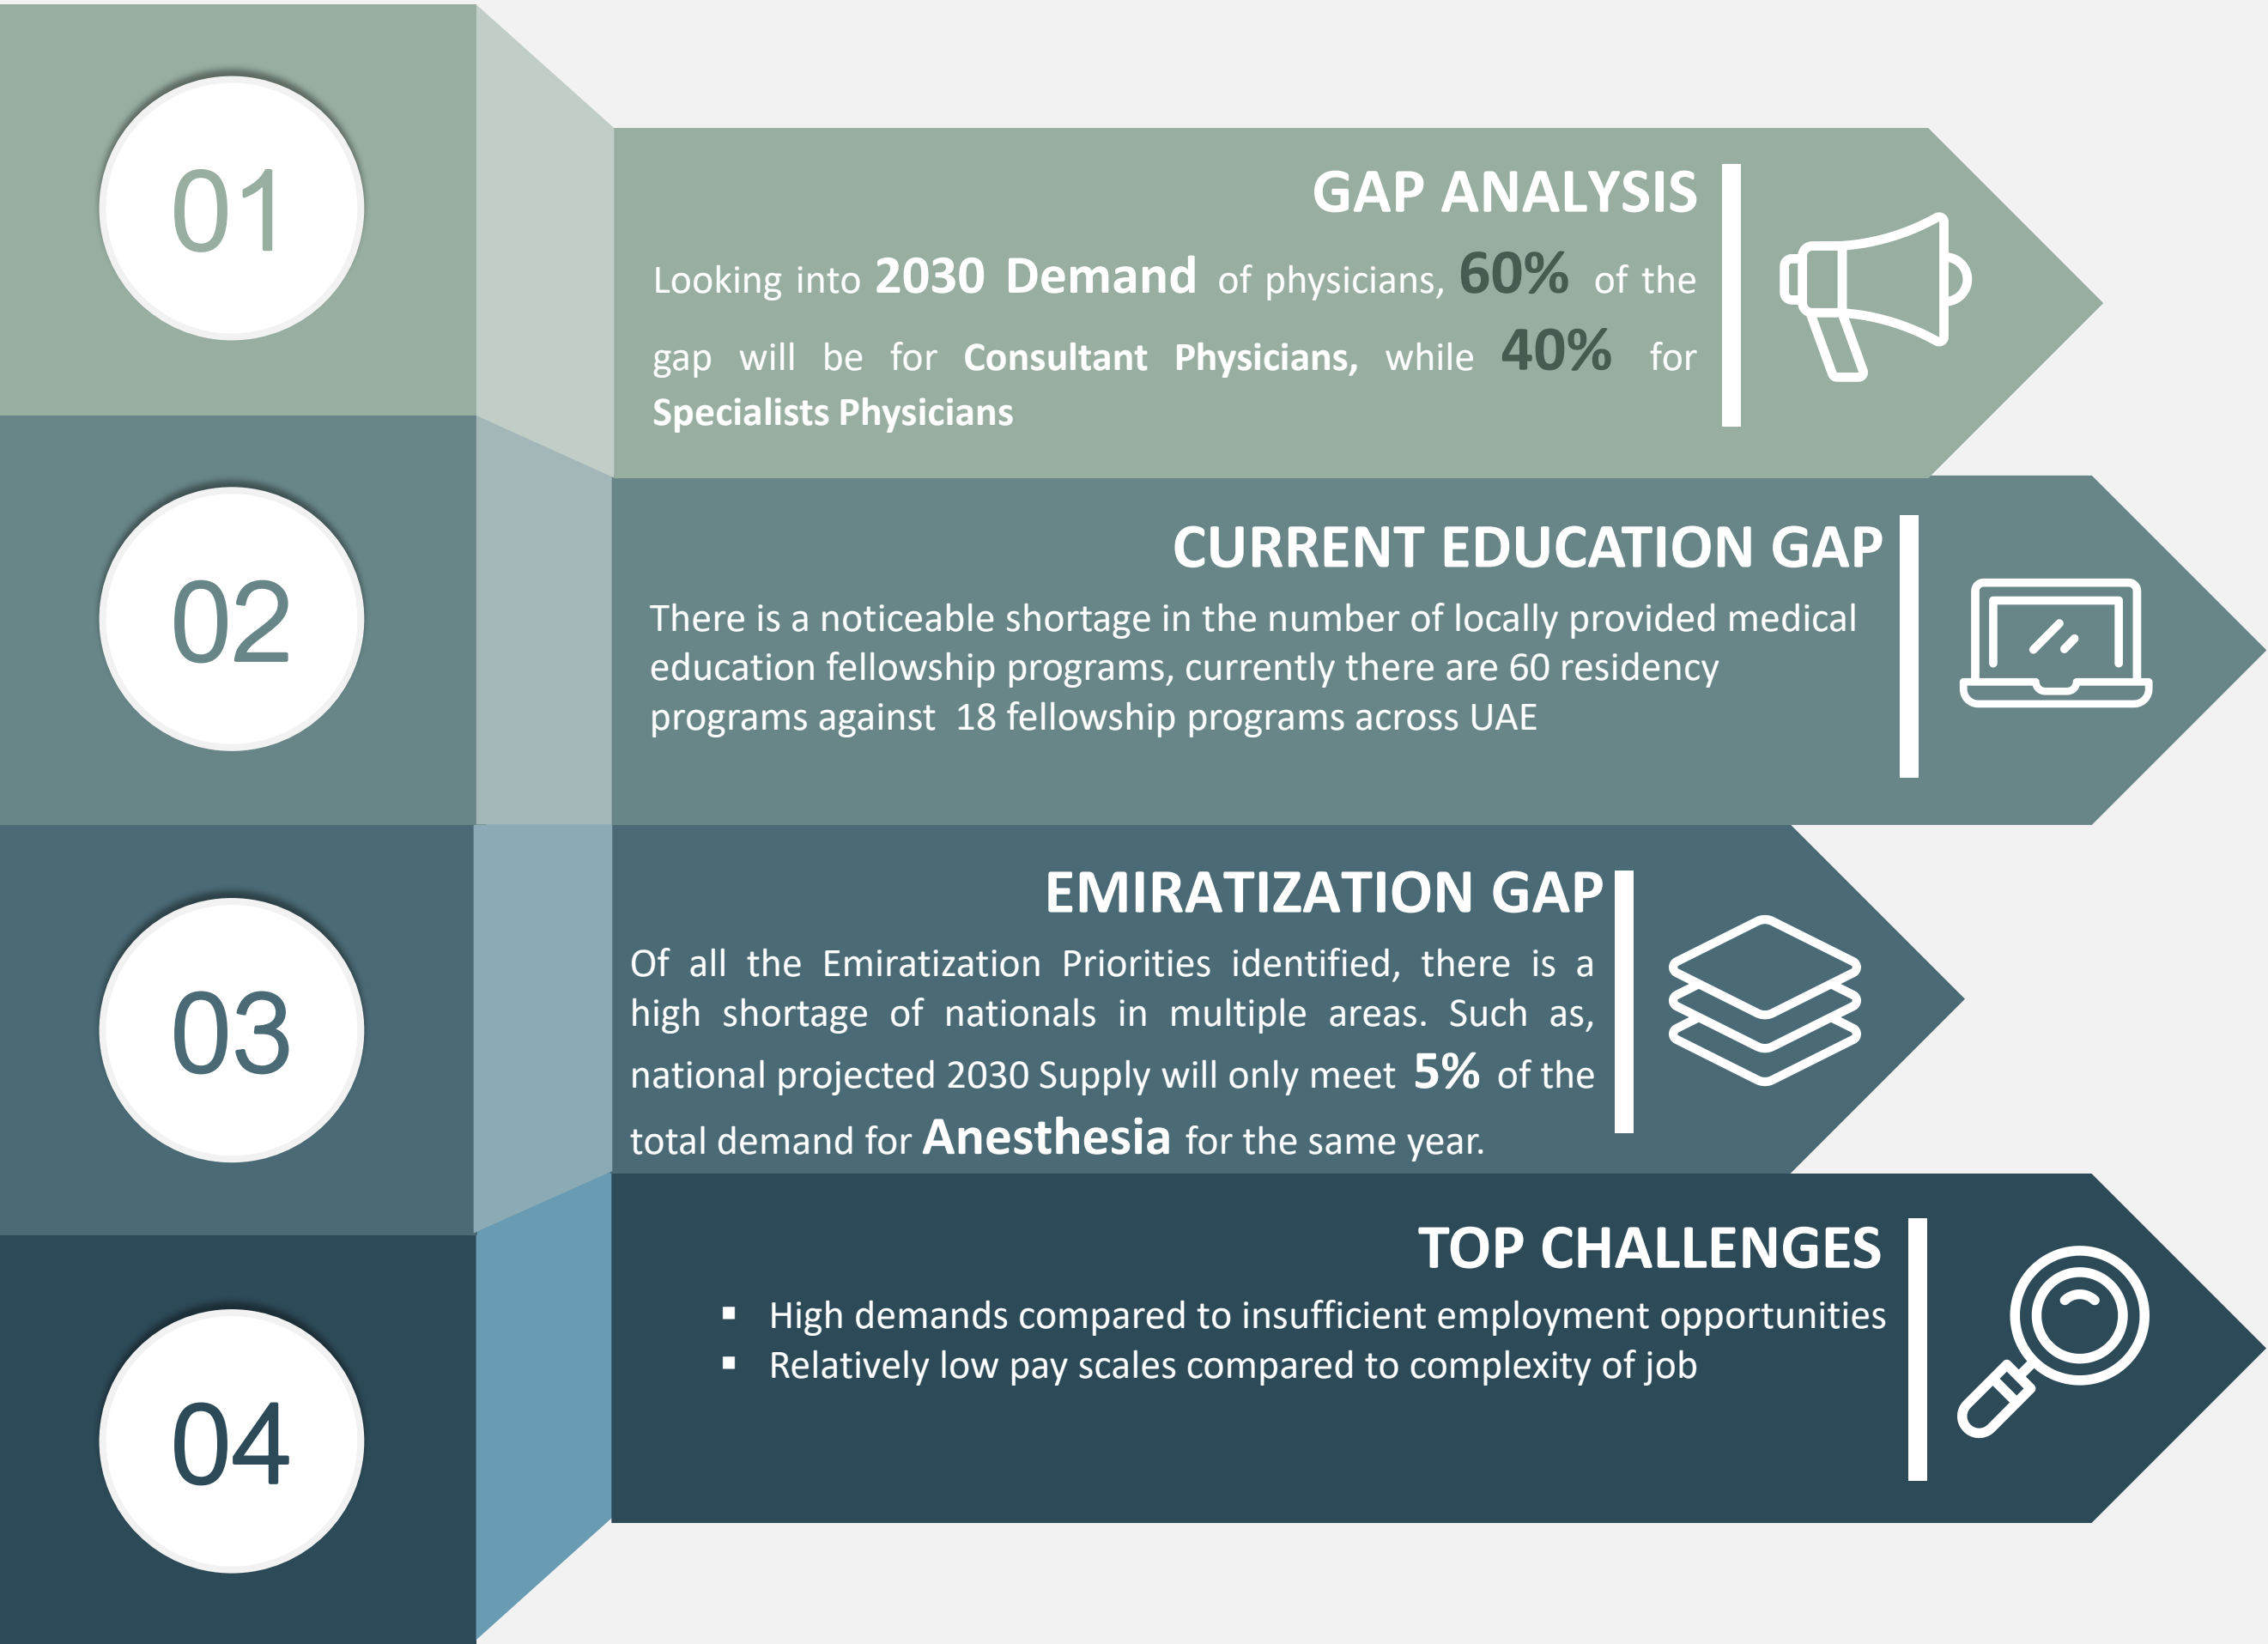 01
GAP ANALYSIS
Looking into 2030 Demand of physicians, 60% of the
gap will be for Consultant Physicians, while 40% for
Specialists Physicians
02
CURRENT EDUCATION GAP
There is a noticeable shortage in the number of locally provided medical
education fellowship programs, currently there are 60 residency
programs against 18 fellowship programs across UAE
03
EMIRATIZATION GAP
Of all the Emiratization Priorities identified, there is a
high shortage of nationals in multiple areas. Such as,
national projected 2030 Supply will only meet 5% of the
total demand for Anesthesia for the same year.
04
TOP CHALLENGES
▪ High demands compared to insufficient employment opportunities
▪ Relatively low pay scales compared to complexity of job